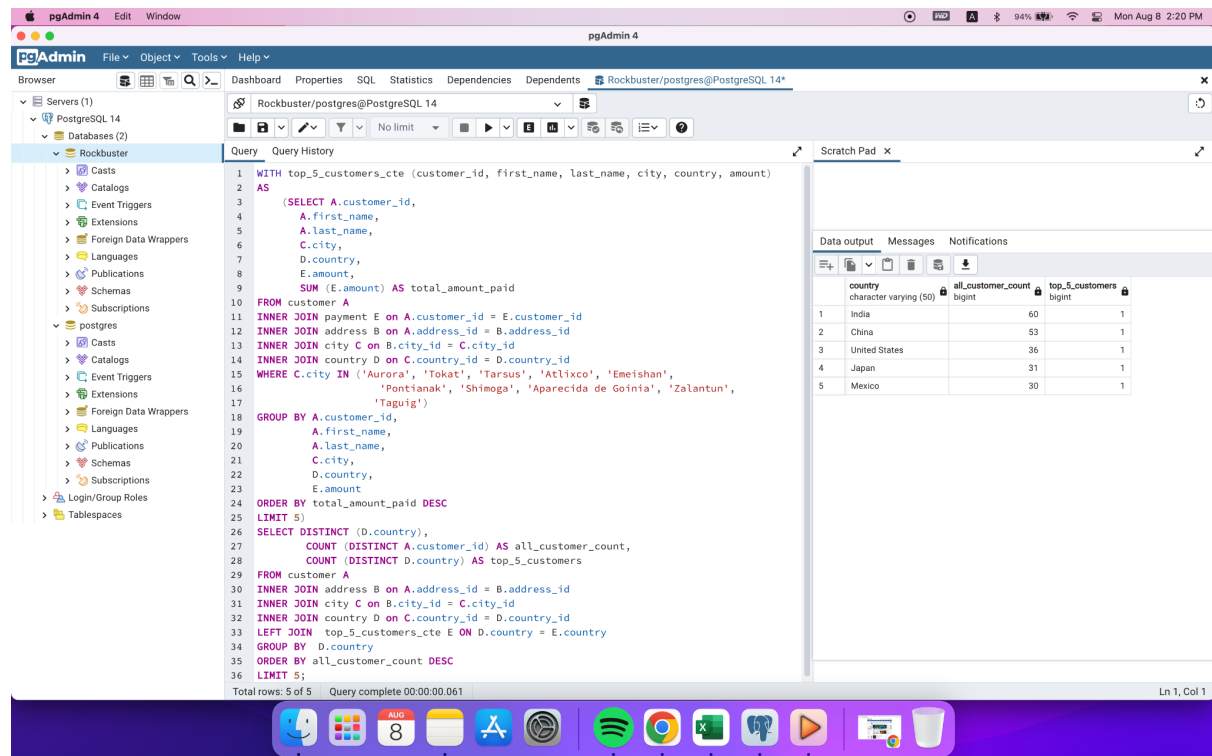 pgAdmin 4 Edit Window
94% Mon Aug 8 2:20 PM
pgAdmin 4
pgAdmin File Object Tools Help
Browser
Dashboard Properties SQL Statistics Dependencies Dependents Rockbuster/postgres@PostgreSQL 14*
Servers (1)
PostgreSQL 14
Databases (2)
Rockbuster
Casts
Catalogs
Event Triggers
Extensions
Foreign Data Wrappers
Languages
Publications
Schemas
Subscriptions
postgres
Casts
Catalogs
Event Triggers
Extensions
Foreign Data Wrappers
Languages
Publications
Schemas
Subscriptions
Login/Group Roles
Tablespaces
Rockbuster/postgres@PostgreSQL 14
No limit
Query Query History
1 WITH top_5_customers_cte (customer_id, first_name, last_name, city, country, amount)
2 AS
3 (SELECT A.customer_id,
4 A.first_name,
5 A.last_name,
6 C.city,
7 D.country,
8 E.amount,
9 SUM (E.amount) AS total_amount_paid
10 FROM customer A
11 INNER JOIN payment E on A.customer_id = E.customer_id
12 INNER JOIN address B on A.address_id = B.address_id
13 INNER JOIN city C on B.city_id = C.city_id
14 INNER JOIN country D on C.country_id = D.country_id
15 WHERE C.city IN ('Aurora', 'Tokat', 'Tarsus', 'Atlixco', 'Emeishan',
16 'Pontianak', 'Shimoga', 'Aparecida de Goinia', 'Zalantun',
17 'Taguig')
18 GROUP BY A.customer_id,
19 A.first_name,
20 A.last_name,
21 C.city,
22 D.country,
23 E.amount
24 ORDER BY total_amount_paid DESC
25 LIMIT 5)
26 SELECT DISTINCT (D.country),
27 COUNT (DISTINCT A.customer_id) AS all_customer_count,
28 COUNT (DISTINCT D.country) AS top_5_customers
29 FROM customer A
30 INNER JOIN address B on A.address_id = B.address_id
31 INNER JOIN city C on B.city_id = C.city_id
32 INNER JOIN country D on C.country_id = D.country_id
33 LEFT JOIN top_5_customers_cte E ON D.country = E.country
34 GROUP BY D.country
35 ORDER BY all_customer_count DESC
36 LIMIT 5;
Scratch Pad
Data output Messages Notifications
country all_customer_count top_5_customers
character varying (50) bigint bigint
1 India 60 1
2 China 53 1
3 United States 36 1
4 Japan 31 1
5 Mexico 30 1
Total rows: 5 of 5 Query complete 00:00:00.061 Ln 1, Col 1
AUG
8